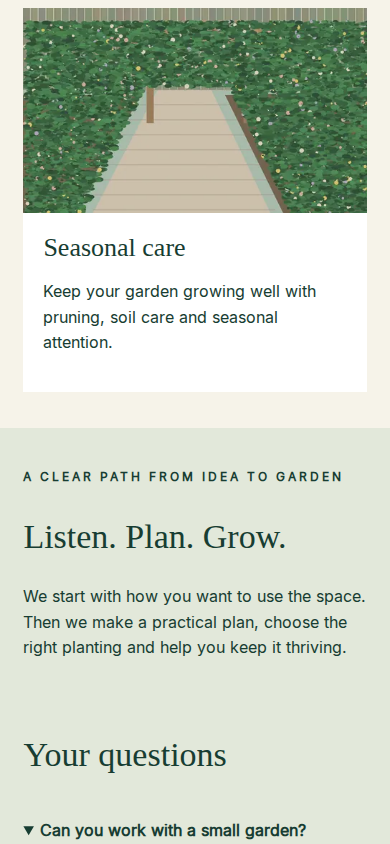 Seasonal care
Keep your garden growing well with
pruning, soil care and seasonal
attention.
A CLEAR PATH FROM IDEA TO GARDEN
Listen. Plan. Grow.
We start with how you want to use the space.
Then we make a practical plan, choose the
right planting and help you keep it thriving.
Your questions
Can you work with a small garden?